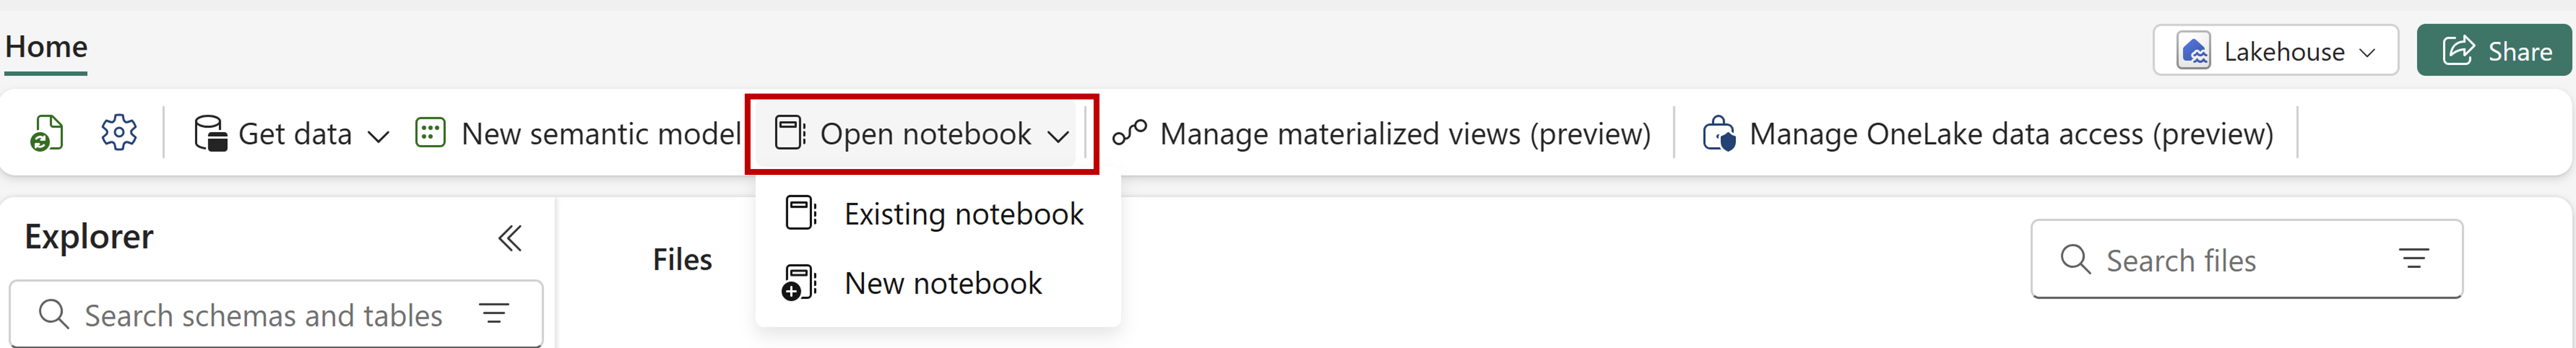 Home
Lakehouse
Share
Get data
New semantic model
Open notebook
Manage materialized views (preview)
Manage OneLake data access (preview)
Existing notebook
New notebook
Explorer
Search schemas and tables
Files
Search files